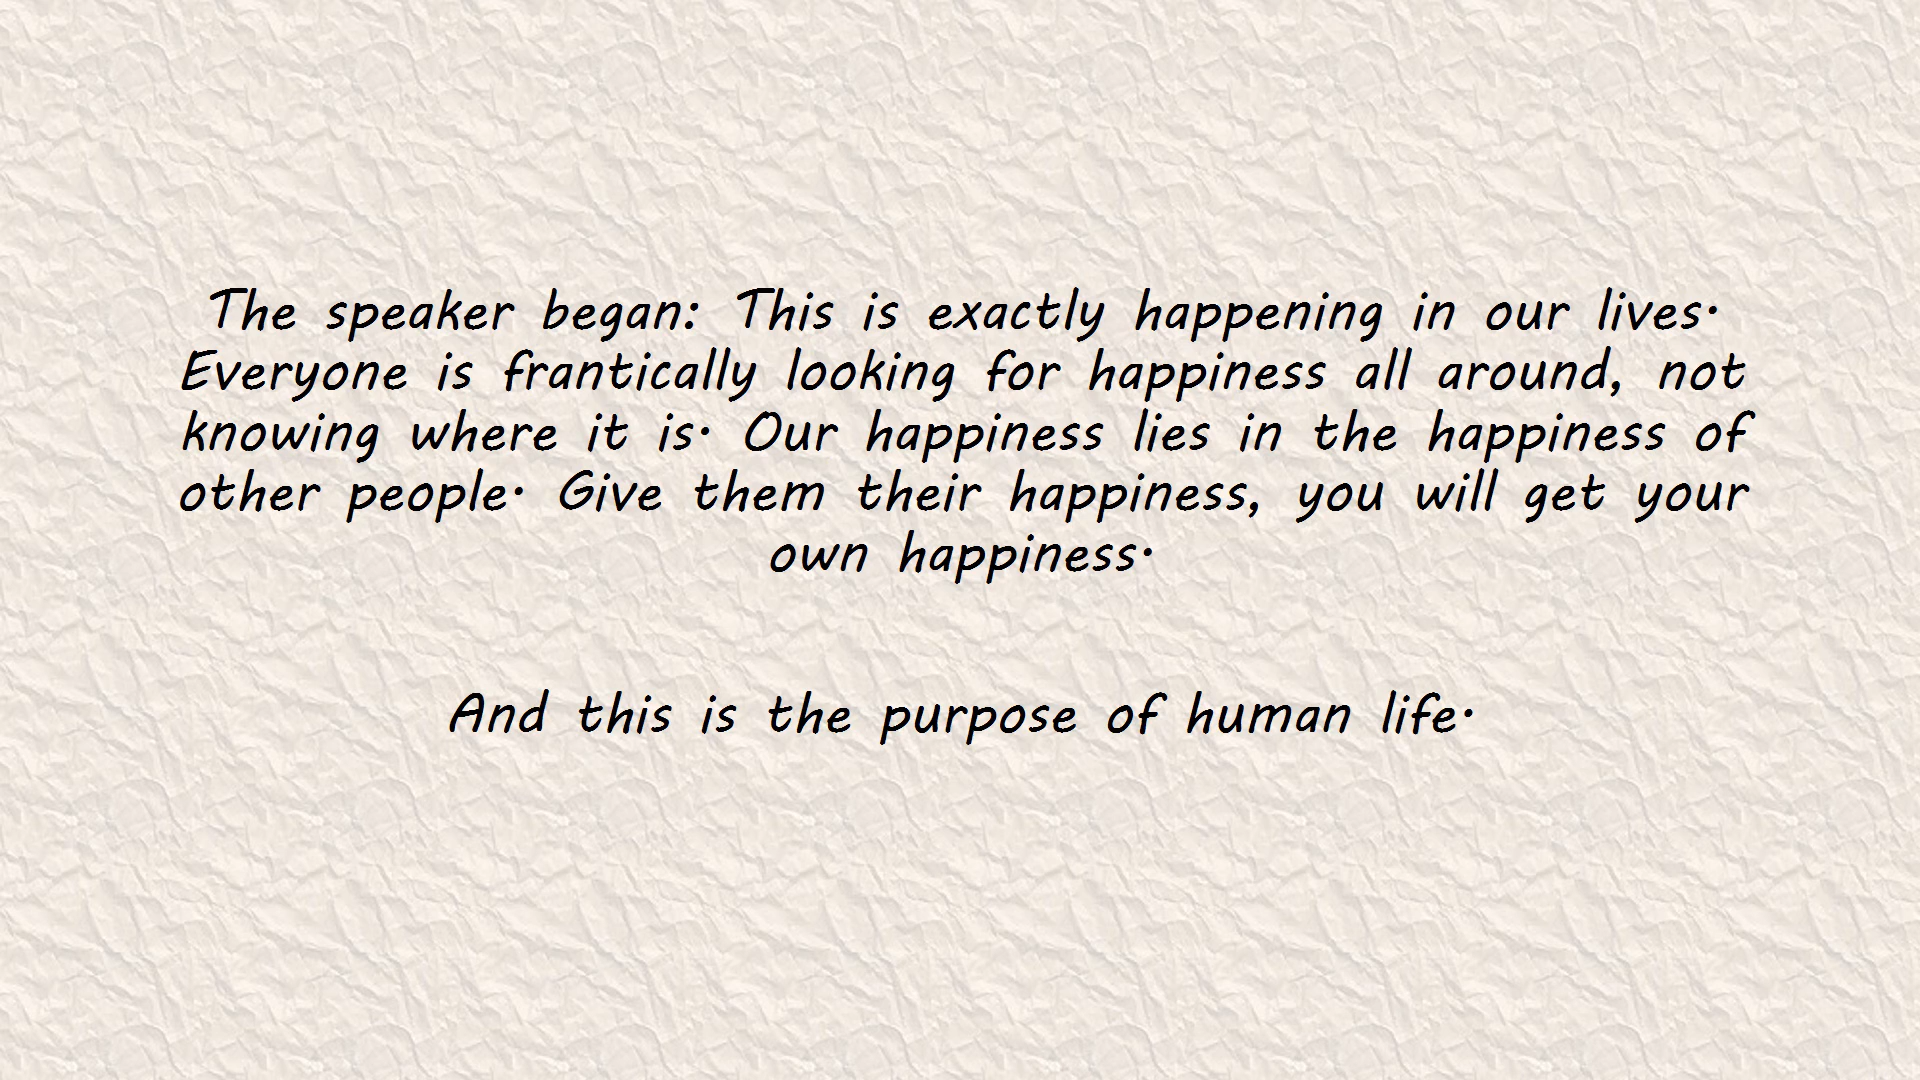 The speaker began: This is exactly happening in our lives.
Everyone is frantically looking for happiness all around, not
knowing where it is. Our happiness lies in the happiness of
other people. Give them their happiness, you will get your
own happiness.
And this is the purpose of human life.